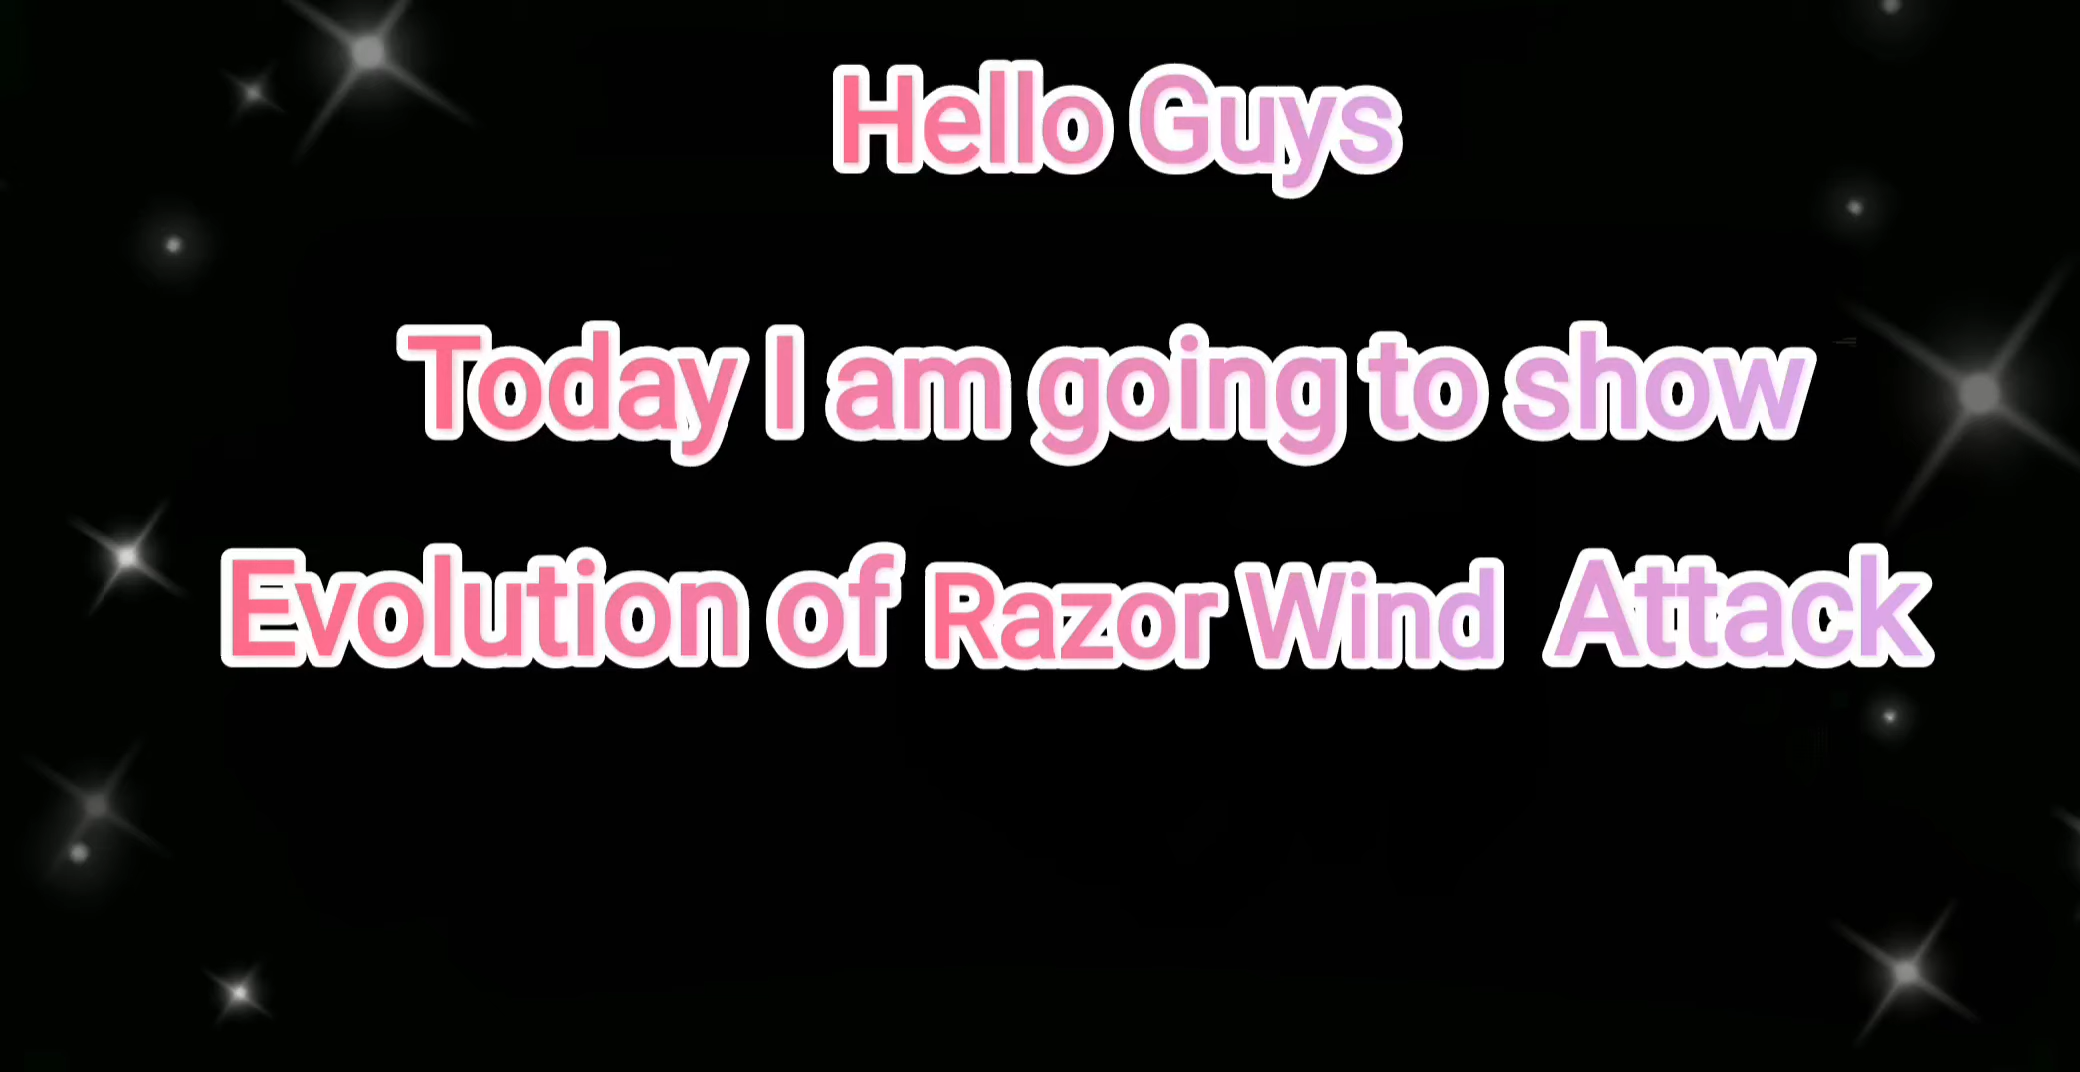 Hello Guys
Today I am going to show
Evolution of Razor Wind Attack